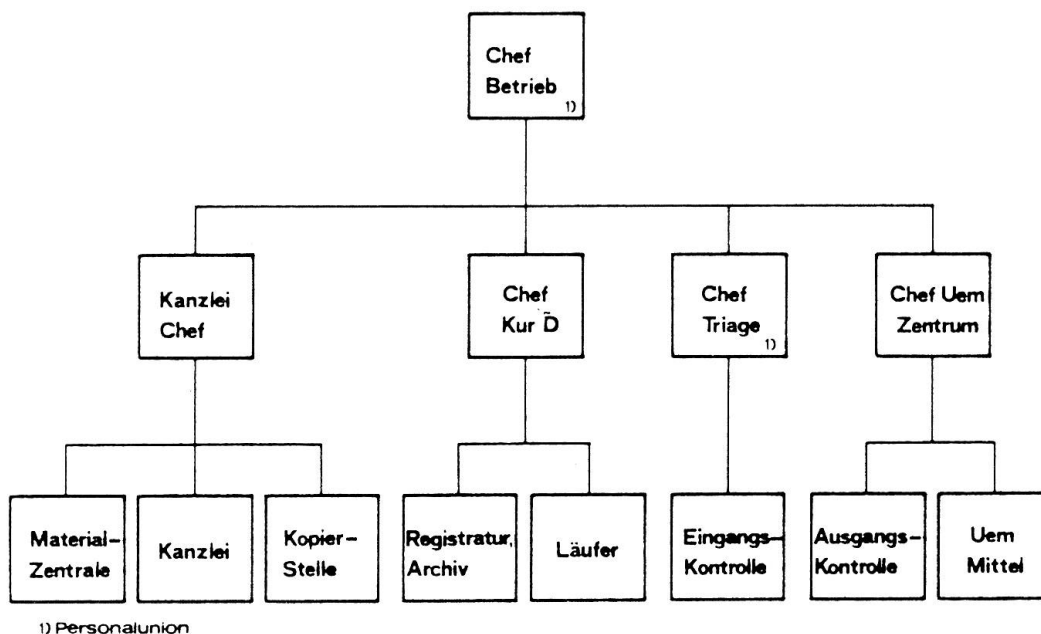 Chef
Betrieb
1)
Kanzlei
Chef
Chef
Kur D̃
Chef
Triage
1)
Chef Uem
Zentrum
Material-
Zentrale
Kanzlei
Kopier-
Stelle
Registratur,
Archiv
Läufer
Eingangs-
Kontrolle
Ausgangs-
Kontrolle
Uem
Mittel
1) Personalunion